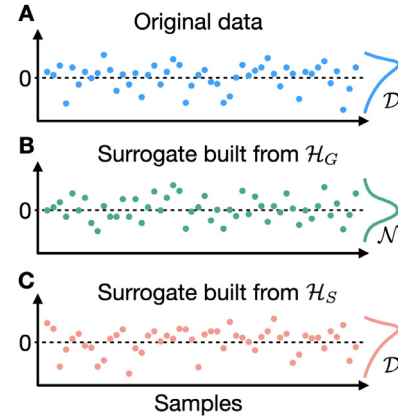 A
Original data
0
𝒟
B
Surrogate built from ℋ_G
0
𝒩
C
Surrogate built from ℋ_S
0
𝒟
Samples